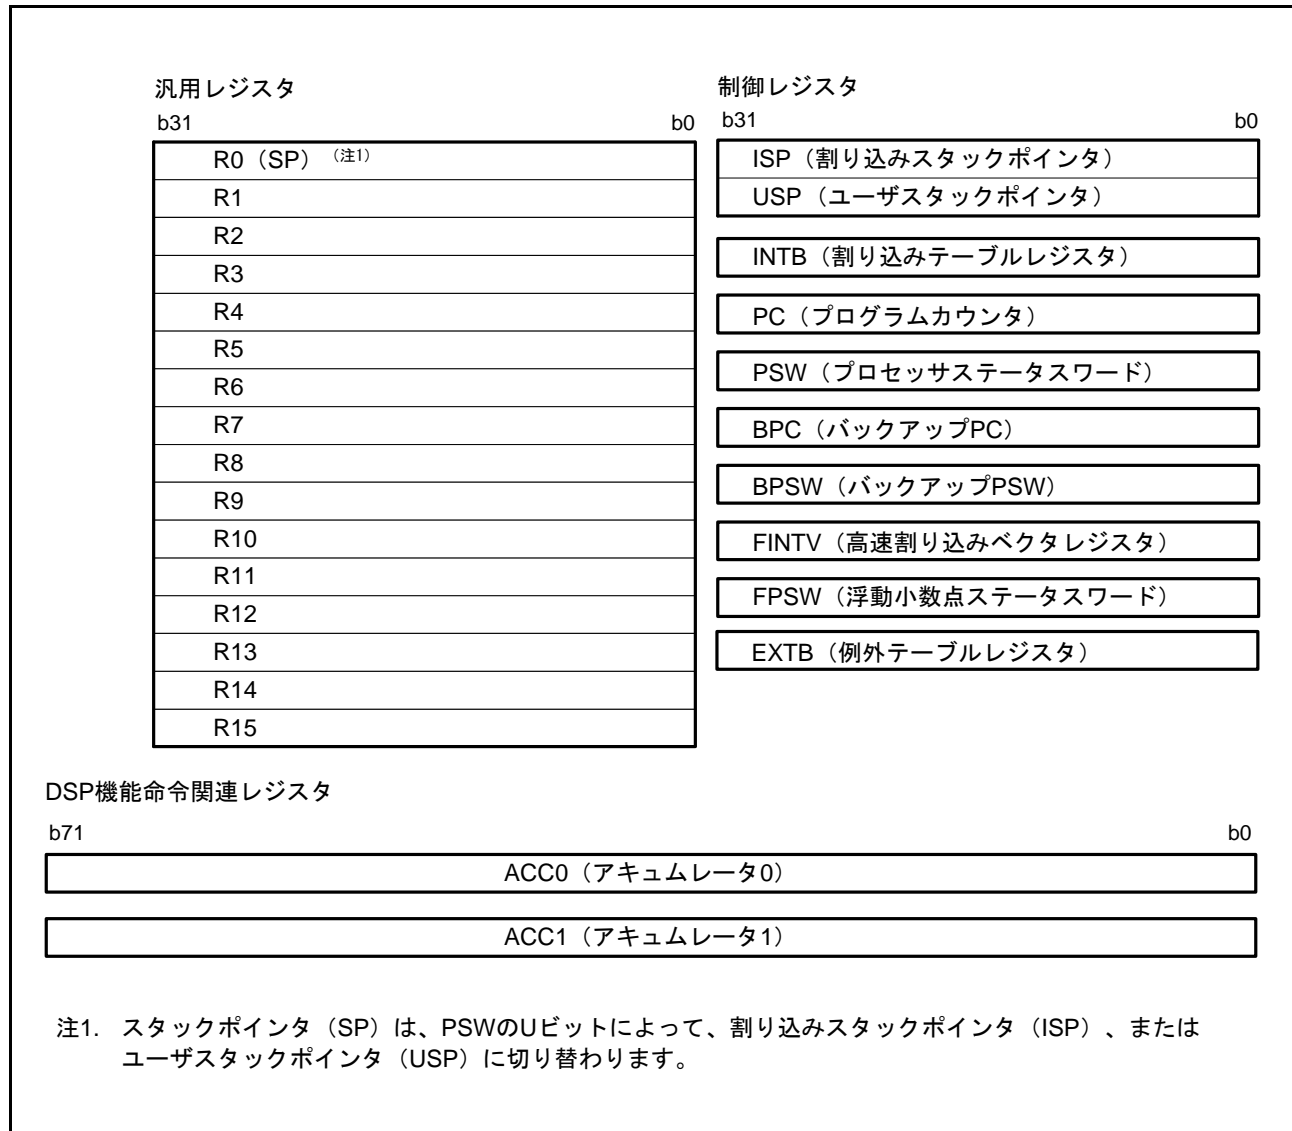 汎用レジスタ
b31 b0
R0（SP）（注1）
R1
R2
R3
R4
R5
R6
R7
R8
R9
R10
R11
R12
R13
R14
R15
制御レジスタ
b31 b0
ISP（割り込みスタックポインタ）
USP（ユーザスタックポインタ）
INTB（割り込みテーブルレジスタ）
PC（プログラムカウンタ）
PSW（プロセッサステータスワード）
BPC（バックアップPC）
BPSW（バックアップPSW）
FINTV（高速割り込みベクタレジスタ）
FPSW（浮動小数点ステータスワード）
EXTB（例外テーブルレジスタ）
DSP機能命令関連レジスタ
b71 b0
ACC0（アキュムレータ0）
ACC1（アキュムレータ1）
注1. スタックポインタ（SP）は、PSWのUビットによって、割り込みスタックポインタ（ISP）、または
ユーザスタックポインタ（USP）に切り替わります。